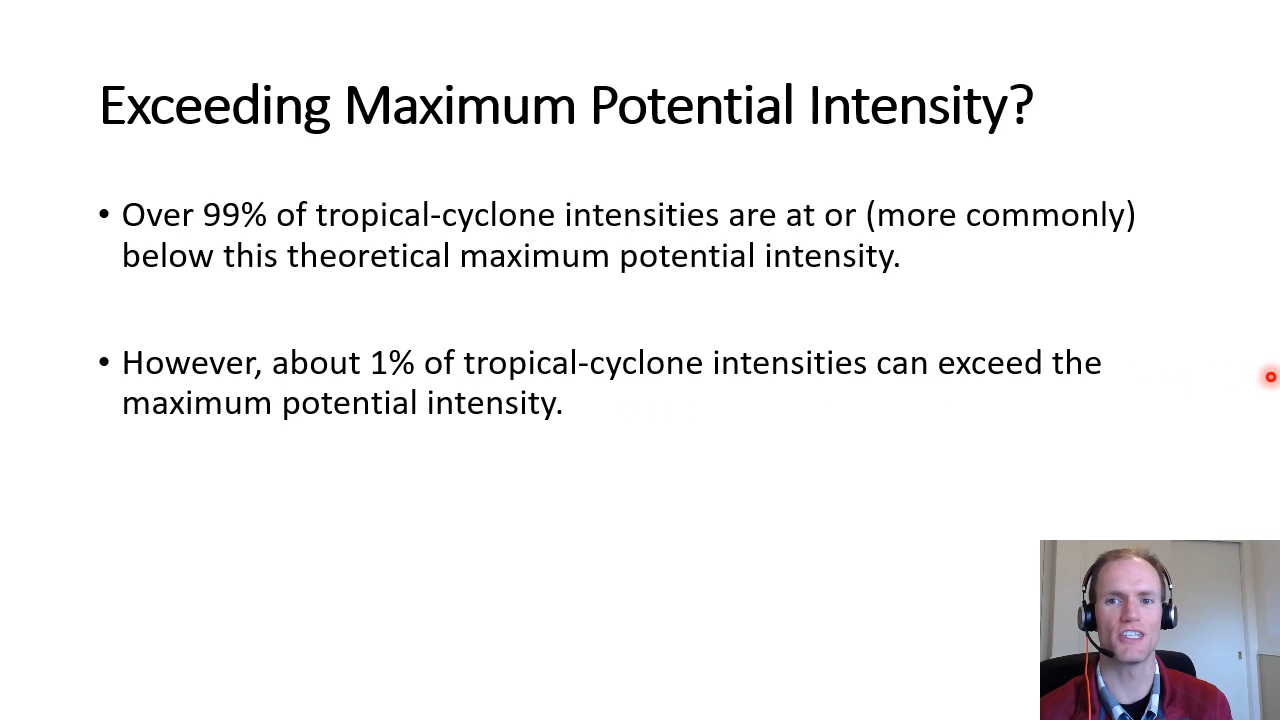 Exceeding Maximum Potential Intensity?
• Over 99% of tropical-cyclone intensities are at or (more commonly)
below this theoretical maximum potential intensity.
• However, about 1% of tropical-cyclone intensities can exceed the
maximum potential intensity.